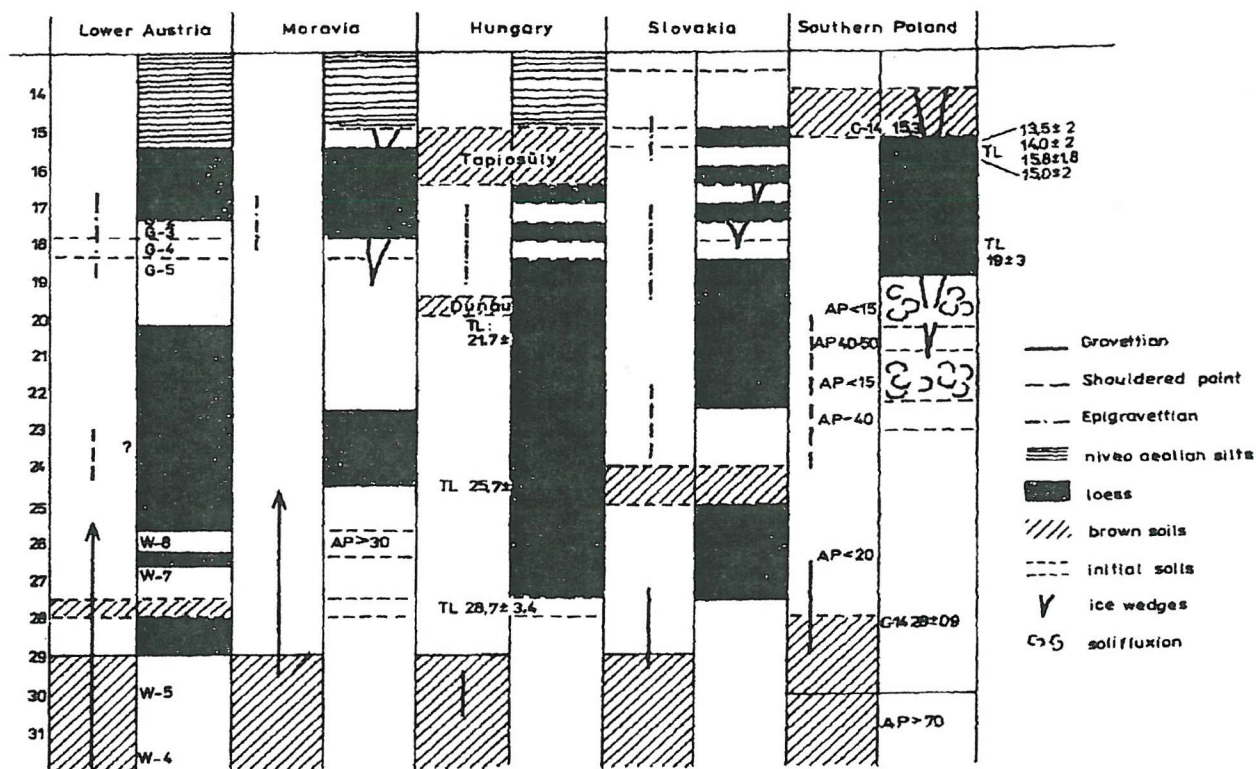 Lower Austria Moravia Hungary Slovakia Southern Poland
14
15
16
17
18
19
20
21
22
23
24
25
26
27
28
29
30
31
G-3
G-4
G-5
?
W-8
W-7
W-5
W-4
AP>30
Tapiosüly
Dunau
TL:
21.7±
TL 25,7±
TL 28,7± 3.4
C-14 15.3
AP<15
AP 40-50
AP<15
AP-40
AP<20
C-14 28±09
AP>70
13,5± 2
14.0± 2
TL
15.8±1.8
15,0±2
TL
19±3
Gravettian
Shouldered point
Epigravettian
niveo aeolian silts
loess
brown soils
initial soils
ice wedges
solifluxion